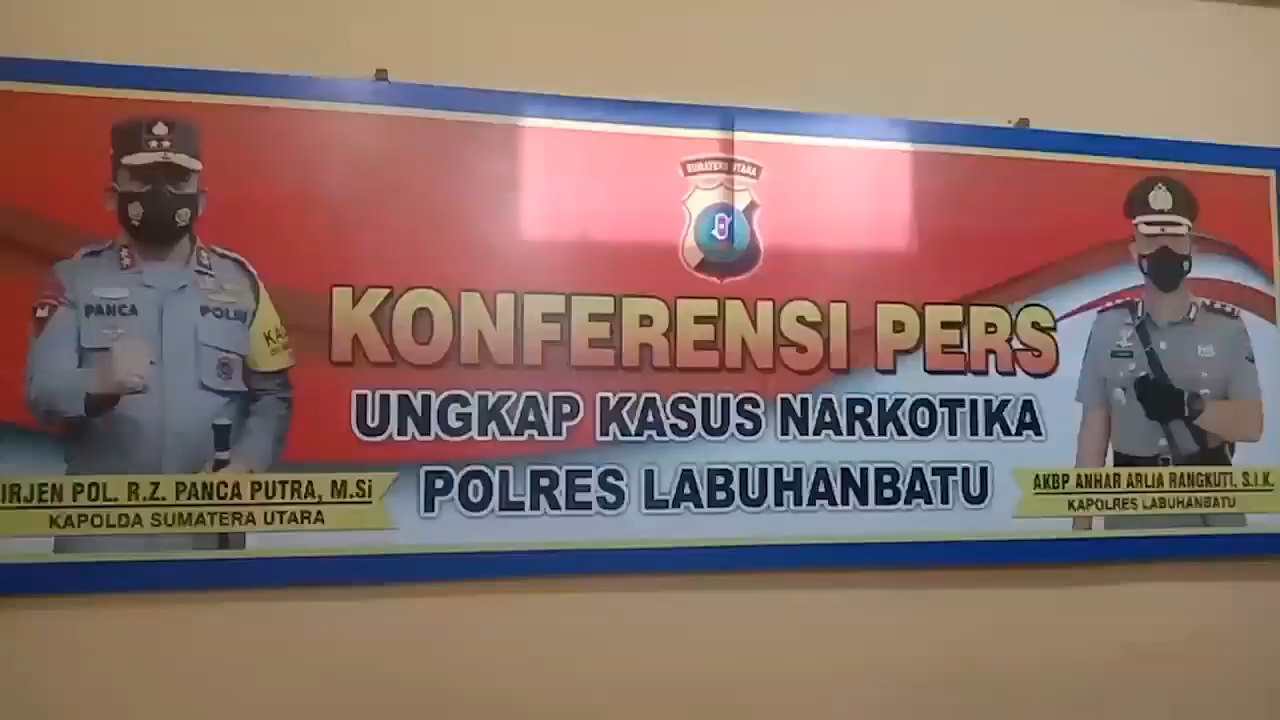 SUMATERA UTARA
KONFERENSI PERS
UNGKAP KASUS NARKOTIKA
POLRES LABUHANBATU
PANCA
POLRI
IRJEN POL. R.Z. PANCA PUTRA, M.Si
KAPOLDA SUMATERA UTARA
AKBP ANHAR ARLIA RANGKUTI, S.I.K.
KAPOLRES LABUHANBATU